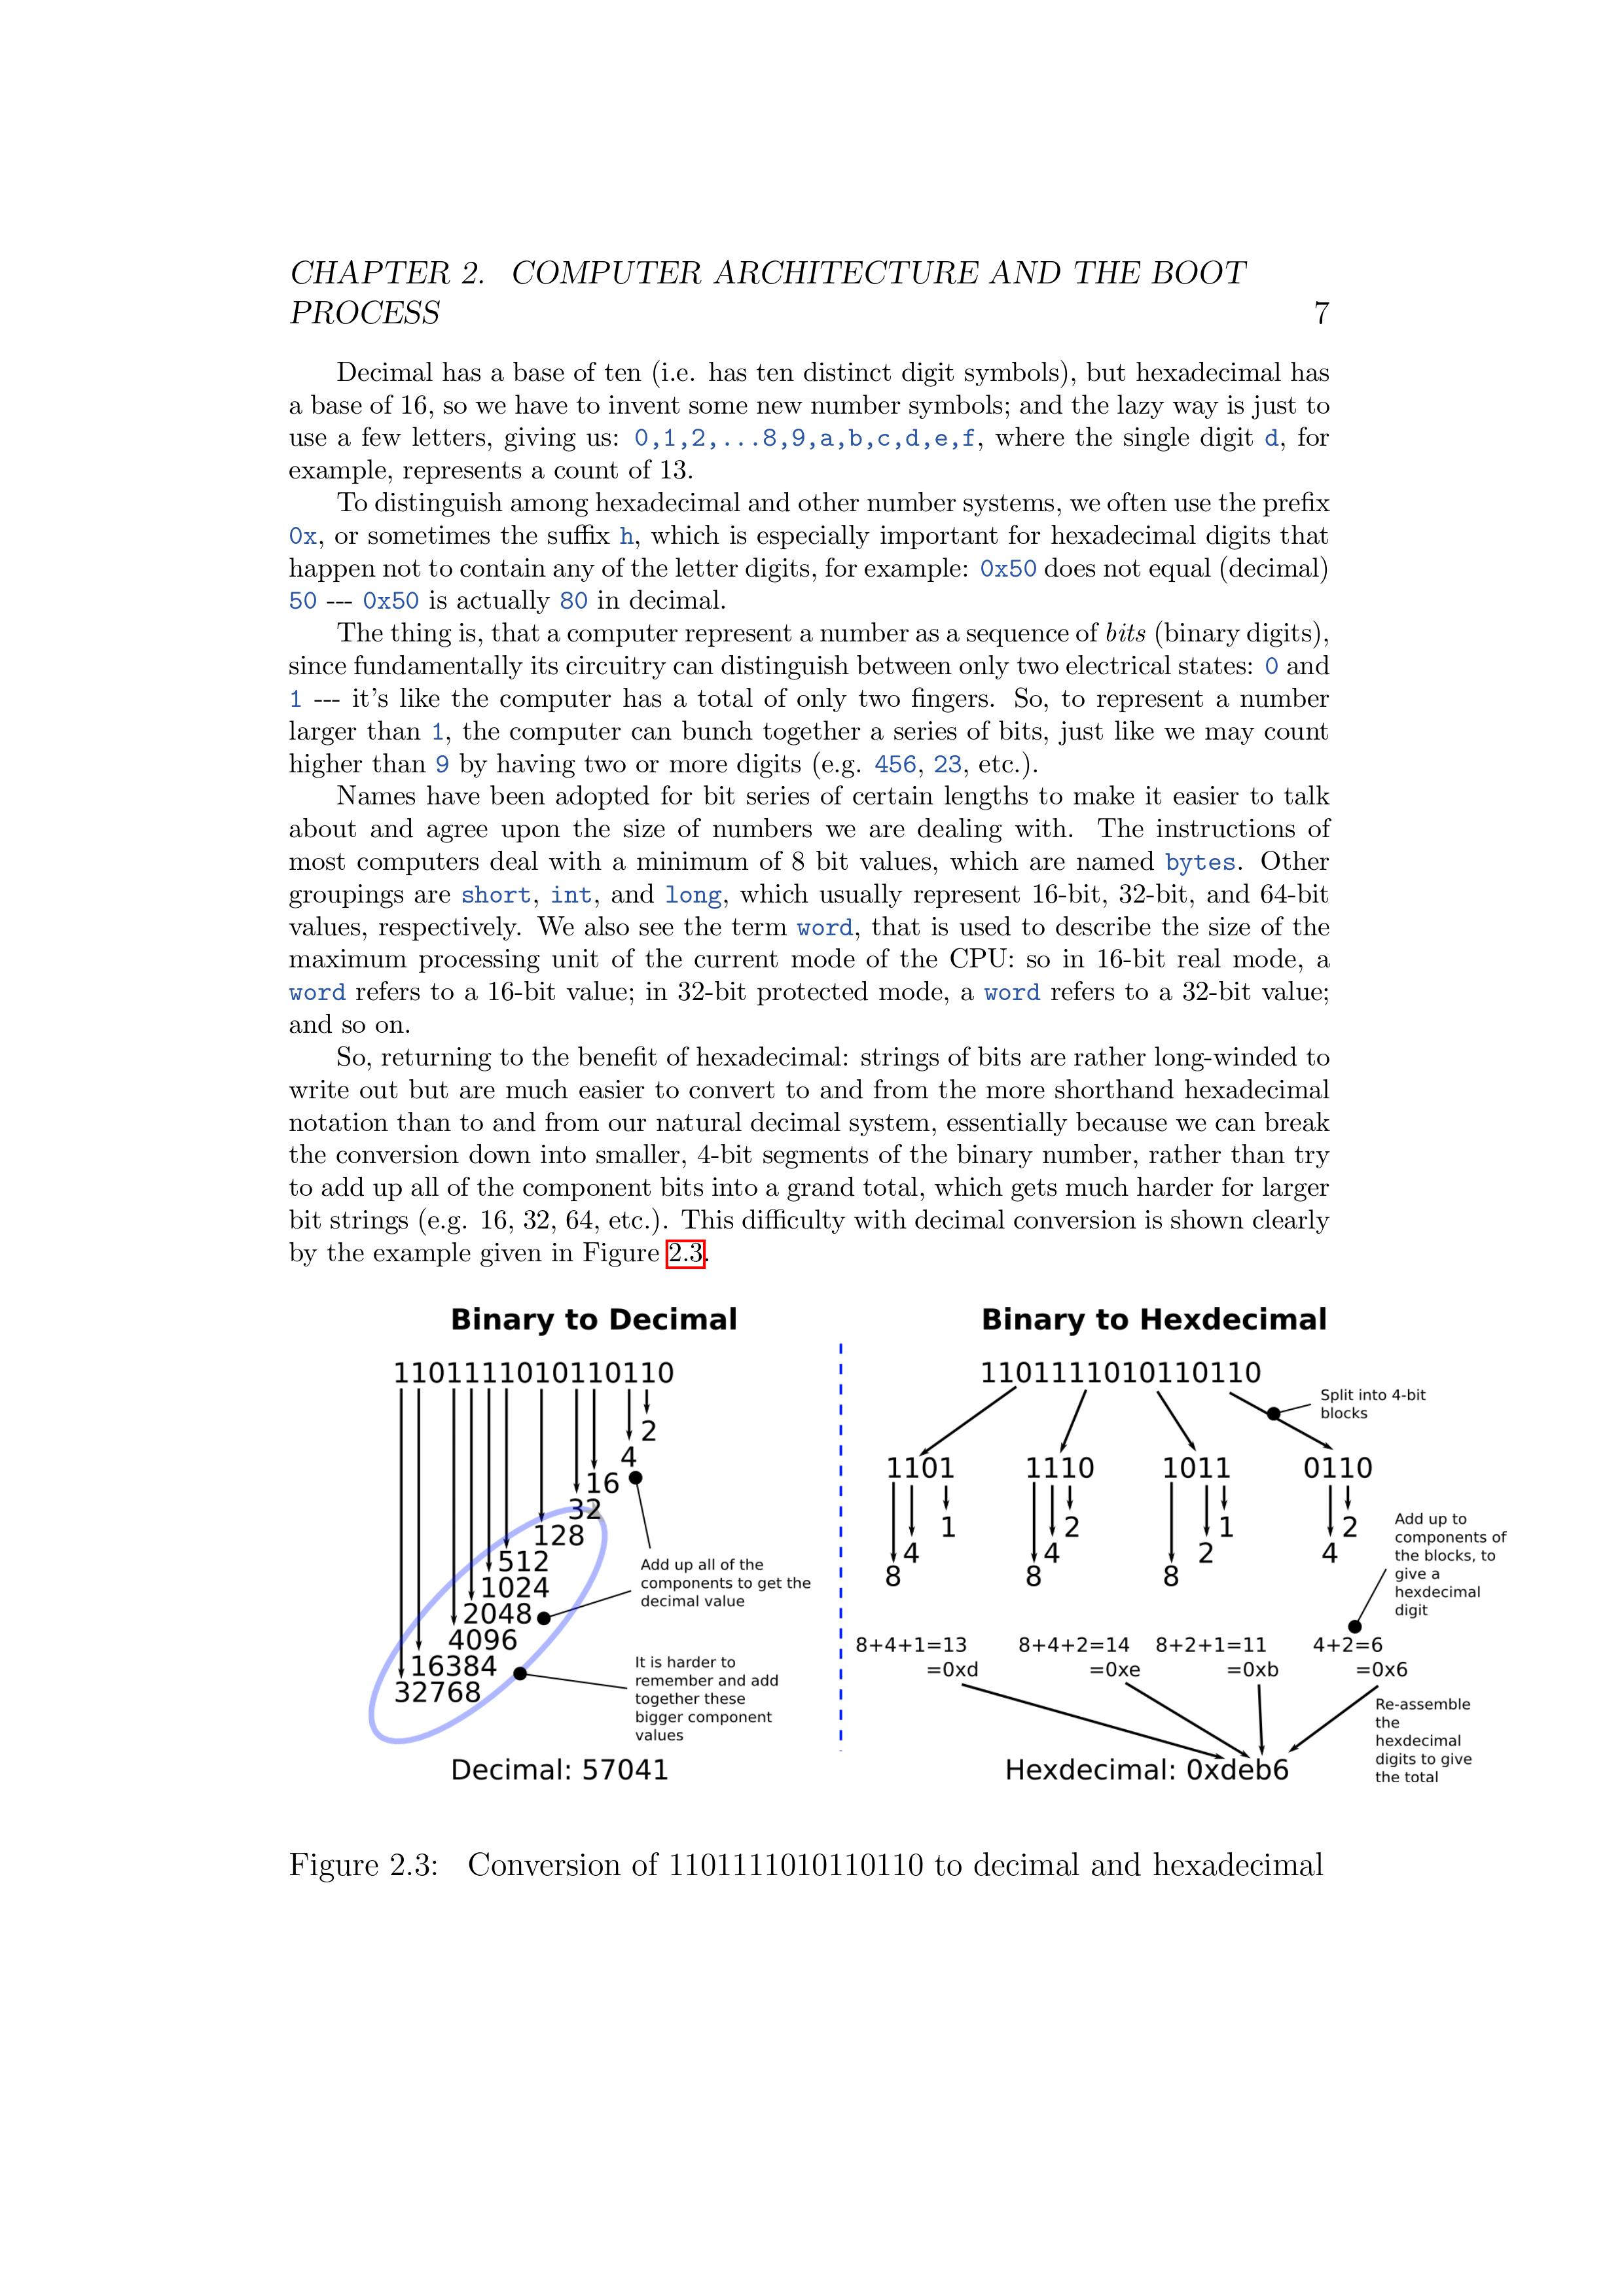 CHAPTER 2. COMPUTER ARCHITECTURE AND THE BOOT
PROCESS 7
Decimal has a base of ten (i.e. has ten distinct digit symbols), but hexadecimal has
a base of 16, so we have to invent some new number symbols; and the lazy way is just to
use a few letters, giving us: 0,1,2,...8,9,a,b,c,d,e,f, where the single digit d, for
example, represents a count of 13.
To distinguish among hexadecimal and other number systems, we often use the prefix
0x, or sometimes the suffix h, which is especially important for hexadecimal digits that
happen not to contain any of the letter digits, for example: 0x50 does not equal (decimal)
50 --- 0x50 is actually 80 in decimal.
The thing is, that a computer represent a number as a sequence of bits (binary digits),
since fundamentally its circuitry can distinguish between only two electrical states: 0 and
1 --- it's like the computer has a total of only two fingers. So, to represent a number
larger than 1, the computer can bunch together a series of bits, just like we may count
higher than 9 by having two or more digits (e.g. 456, 23, etc.).
Names have been adopted for bit series of certain lengths to make it easier to talk
about and agree upon the size of numbers we are dealing with. The instructions of
most computers deal with a minimum of 8 bit values, which are named bytes. Other
groupings are short, int, and long, which usually represent 16-bit, 32-bit, and 64-bit
values, respectively. We also see the term word, that is used to describe the size of the
maximum processing unit of the current mode of the CPU: so in 16-bit real mode, a
word refers to a 16-bit value; in 32-bit protected mode, a word refers to a 32-bit value;
and so on.
So, returning to the benefit of hexadecimal: strings of bits are rather long-winded to
write out but are much easier to convert to and from the more shorthand hexadecimal
notation than to and from our natural decimal system, essentially because we can break
the conversion down into smaller, 4-bit segments of the binary number, rather than try
to add up all of the component bits into a grand total, which gets much harder for larger
bit strings (e.g. 16, 32, 64, etc.). This difficulty with decimal conversion is shown clearly
by the example given in Figure 2.3.
Binary to Decimal
1101111010110110
2
4
16
32
128
512
1024
2048
4096
16384
32768
Add up all of the
components to get the
decimal value
It is harder to
remember and add
together these
bigger component
values
Decimal: 57041
Binary to Hexdecimal
1101111010110110
Split into 4-bit
blocks
1101 1110 1011 0110
1 2 1 2
4 4 2 4
8 8 8
Add up to
components of
the blocks, to
give a
hexdecimal
digit
8+4+1=13 8+4+2=14 8+2+1=11 4+2=6
=0xd =0xe =0xb =0x6
Re-assemble
the
hexdecimal
digits to give
the total
Hexdecimal: 0xdeb6
Figure 2.3: Conversion of 1101111010110110 to decimal and hexadecimal